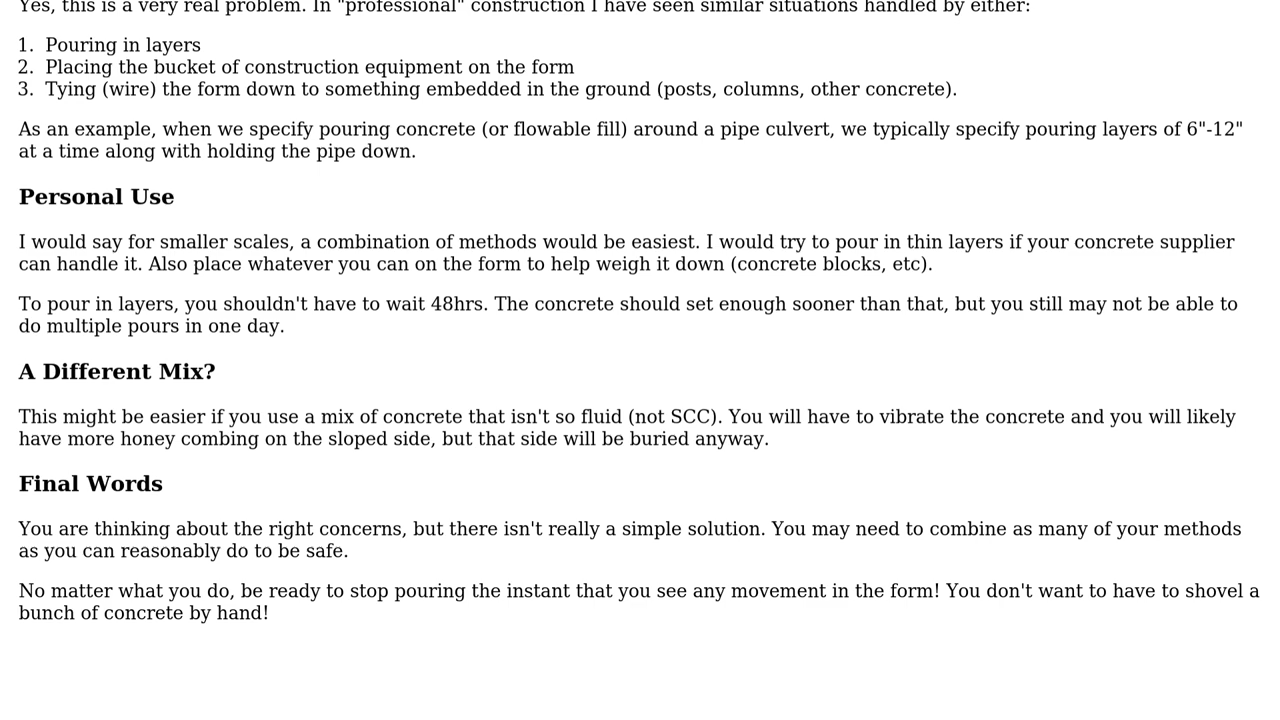 Yes, this is a very real problem. In "professional" construction I have seen similar situations handled by either:
1. Pouring in layers
2. Placing the bucket of construction equipment on the form
3. Tying (wire) the form down to something embedded in the ground (posts, columns, other concrete).
As an example, when we specify pouring concrete (or flowable fill) around a pipe culvert, we typically specify pouring layers of 6"-12"
at a time along with holding the pipe down.
Personal Use
I would say for smaller scales, a combination of methods would be easiest. I would try to pour in thin layers if your concrete supplier
can handle it. Also place whatever you can on the form to help weigh it down (concrete blocks, etc).
To pour in layers, you shouldn't have to wait 48hrs. The concrete should set enough sooner than that, but you still may not be able to
do multiple pours in one day.
A Different Mix?
This might be easier if you use a mix of concrete that isn't so fluid (not SCC). You will have to vibrate the concrete and you will likely
have more honey combing on the sloped side, but that side will be buried anyway.
Final Words
You are thinking about the right concerns, but there isn't really a simple solution. You may need to combine as many of your methods
as you can reasonably do to be safe.
No matter what you do, be ready to stop pouring the instant that you see any movement in the form! You don't want to have to shovel a
bunch of concrete by hand!